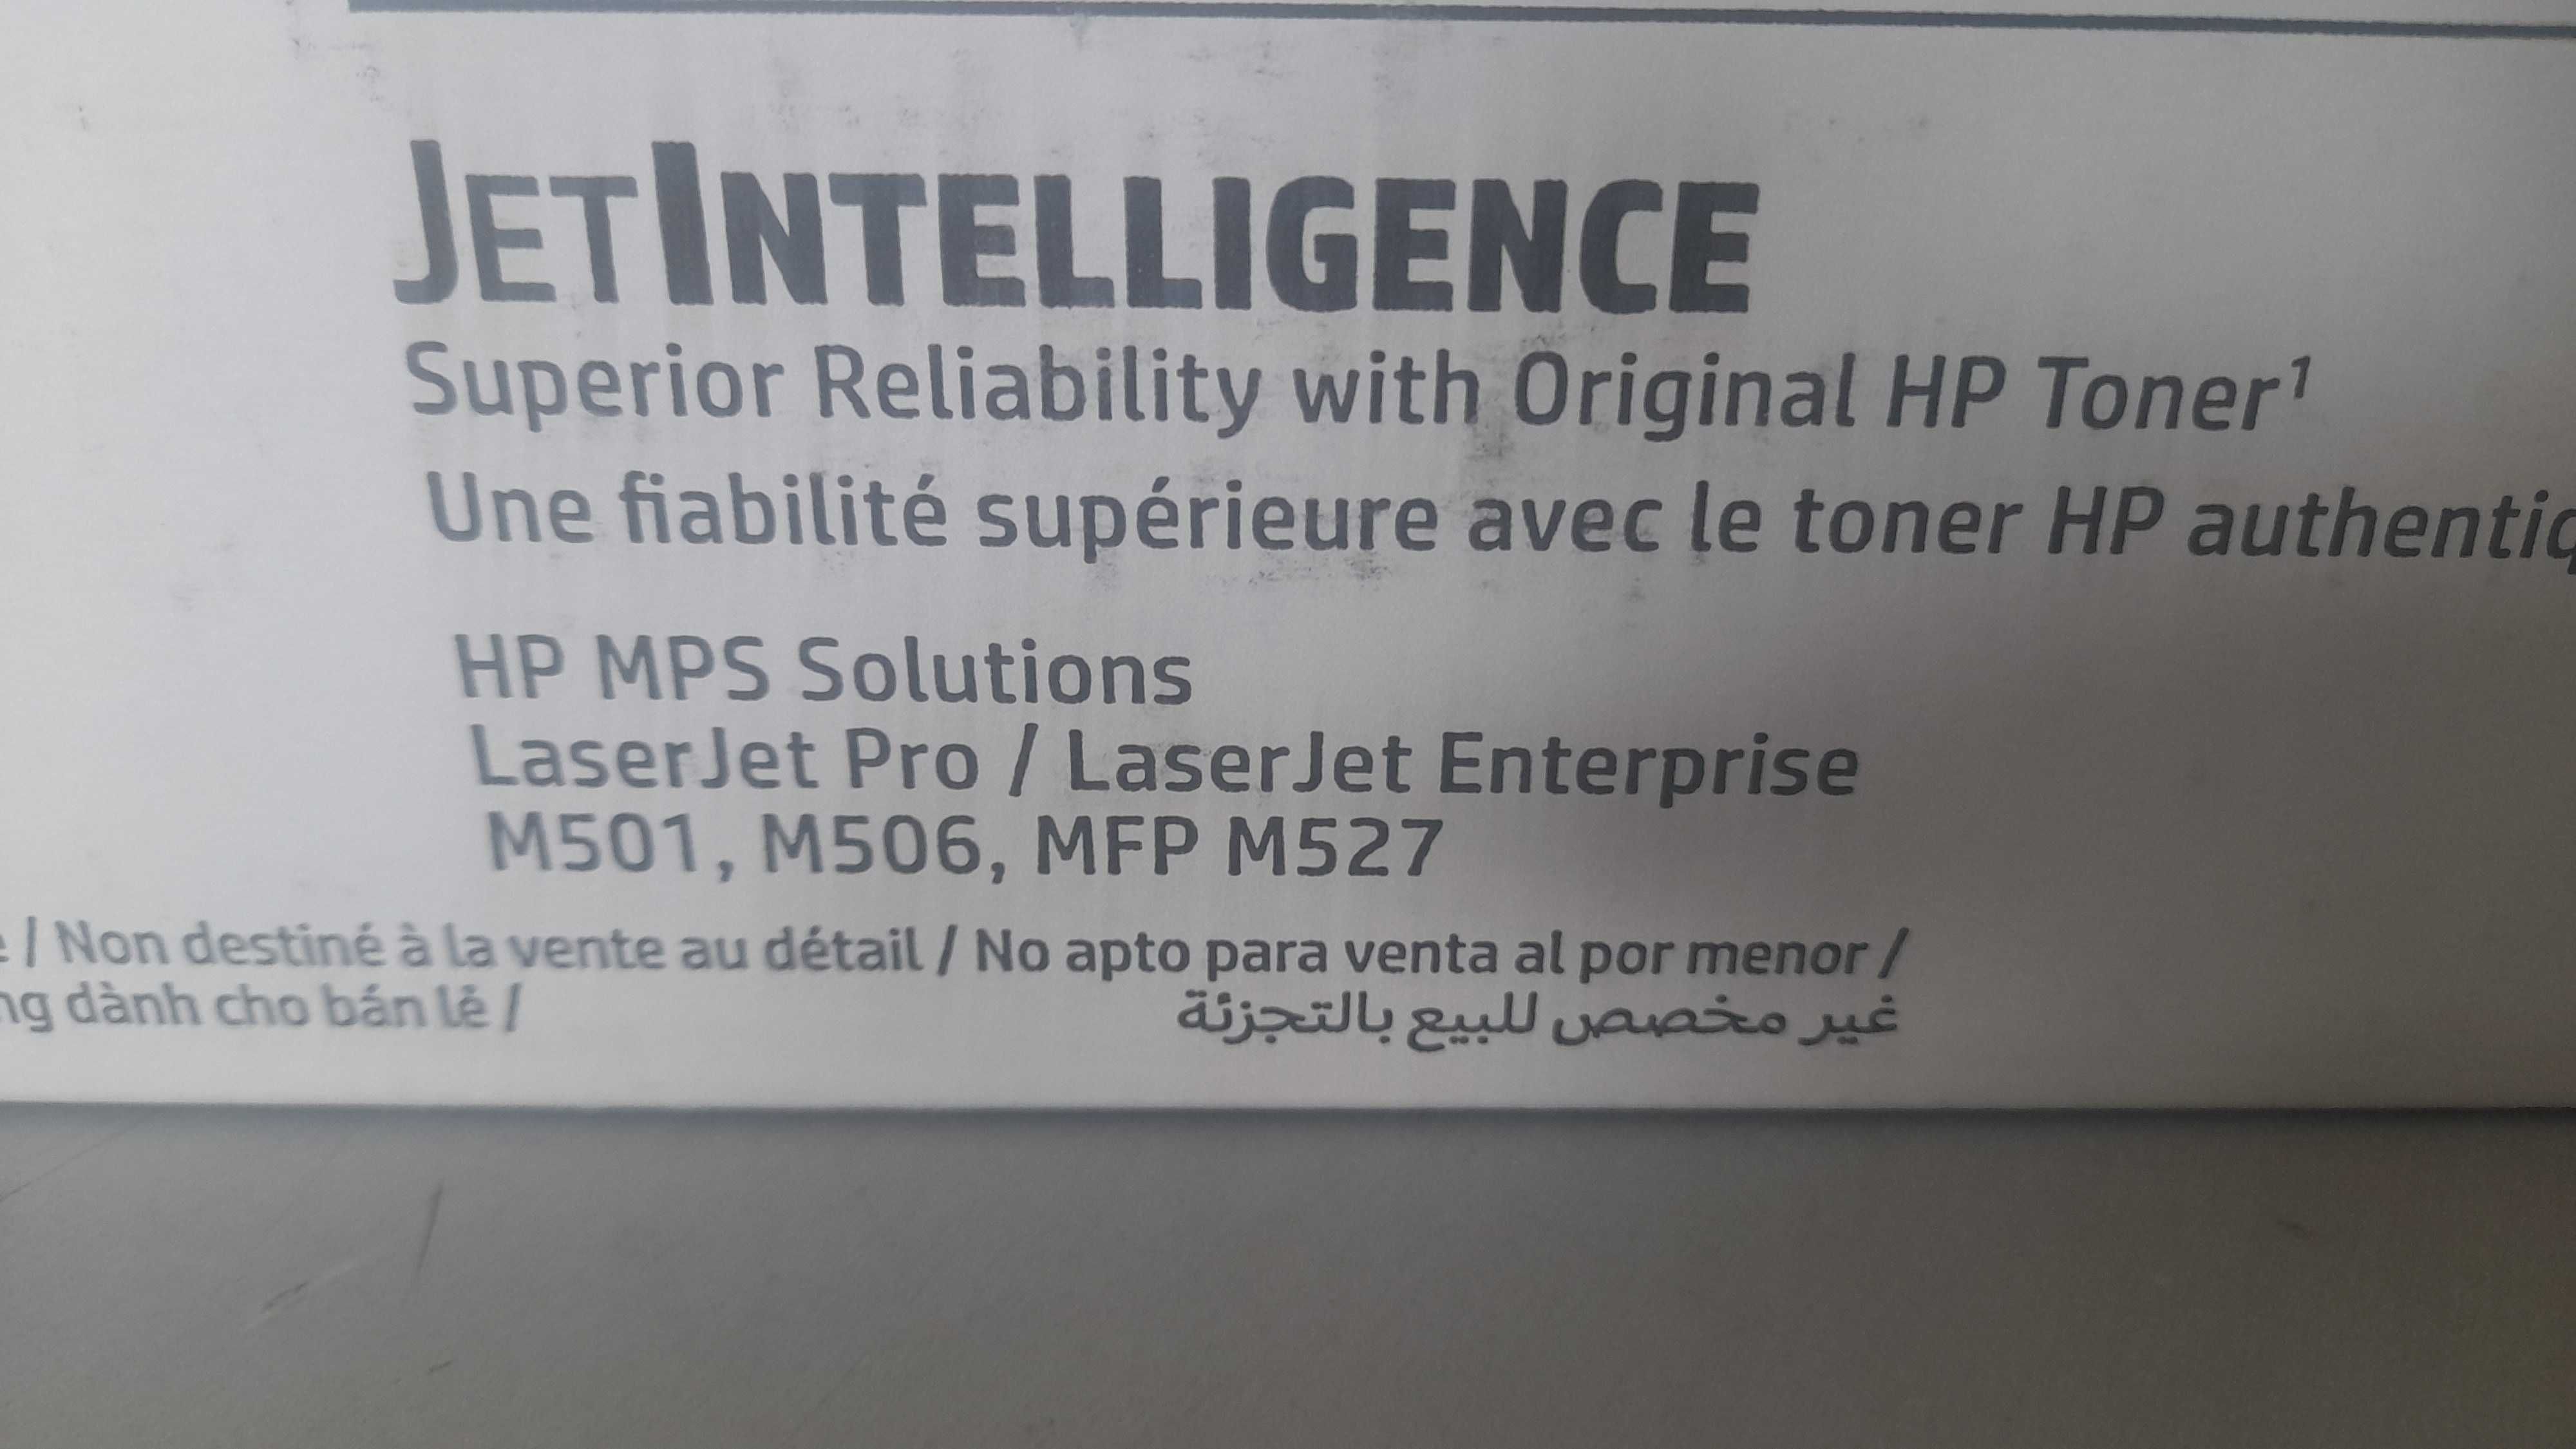 JETINTELLIGENCE
Superior Reliability with Original HP Toner¹
Une fiabilité supérieure avec le toner HP
HP MPS Solutions
LaserJet Pro / LaserJet Enterprise
M501, M506, MFP M527
/ Non destiné à la vente au détail / No apto para venta al por menor /
dành cho bán lẻ / غير مخصص للبيع بالتجزئة